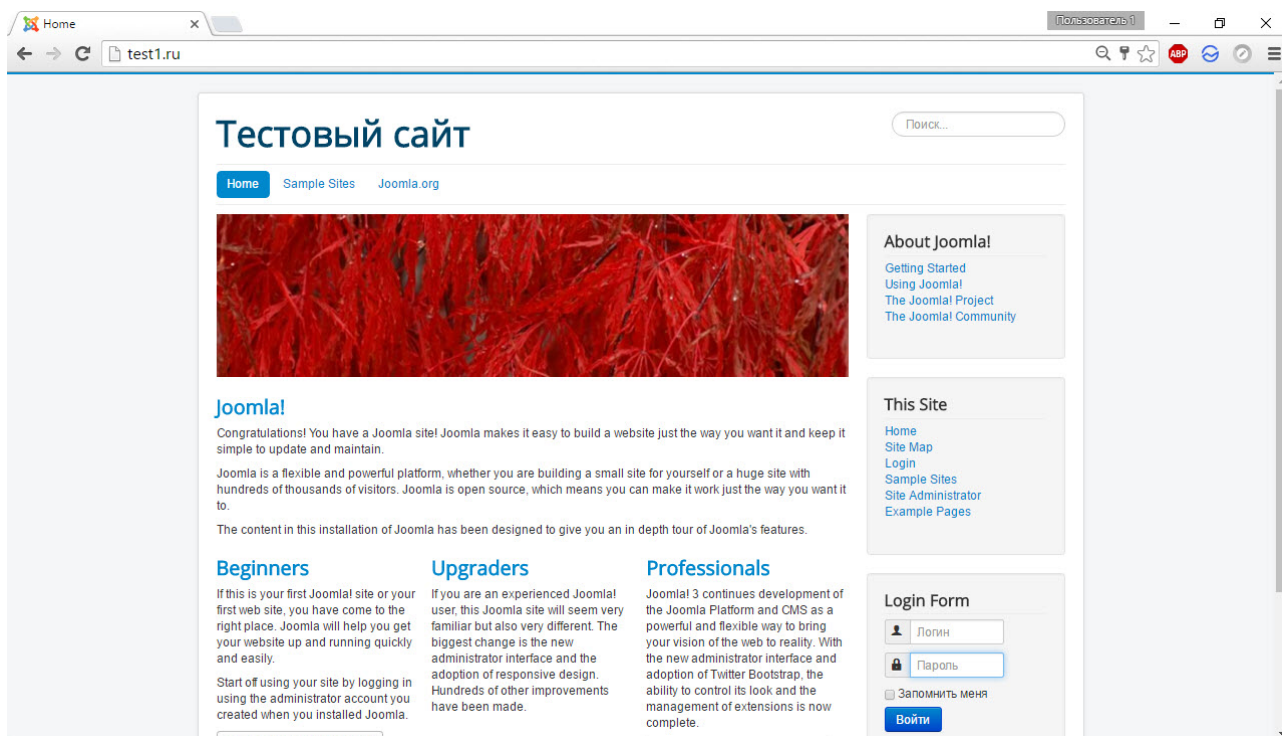 Home
Пользователь 1
test1.ru
ABP
Тестовый сайт
Поиск...
Home
Sample Sites
Joomla.org
Joomla!
Congratulations! You have a Joomla site! Joomla makes it easy to build a website just the way you want it and keep it
simple to update and maintain.
Joomla is a flexible and powerful platform, whether you are building a small site for yourself or a huge site with
hundreds of thousands of visitors. Joomla is open source, which means you can make it work just the way you want it
to.
The content in this installation of Joomla has been designed to give you an in depth tour of Joomla's features.
Beginners
If this is your first Joomla! site or your
first web site, you have come to the
right place. Joomla will help you get
your website up and running quickly
and easily.
Start off using your site by logging in
using the administrator account you
created when you installed Joomla.
Upgraders
If you are an experienced Joomla!
user, this Joomla site will seem very
familiar but also very different. The
biggest change is the new
administrator interface and the
adoption of responsive design.
Hundreds of other improvements
have been made.
Professionals
Joomla! 3 continues development of
the Joomla Platform and CMS as a
powerful and flexible way to bring
your vision of the web to reality. With
the new administrator interface and
adoption of Twitter Bootstrap, the
ability to control its look and the
management of extensions is now
complete.
About Joomla!
Getting Started
Using Joomla!
The Joomla! Project
The Joomla! Community
This Site
Home
Site Map
Login
Sample Sites
Site Administrator
Example Pages
Login Form
Логин
Пароль
Запомнить меня
Войти